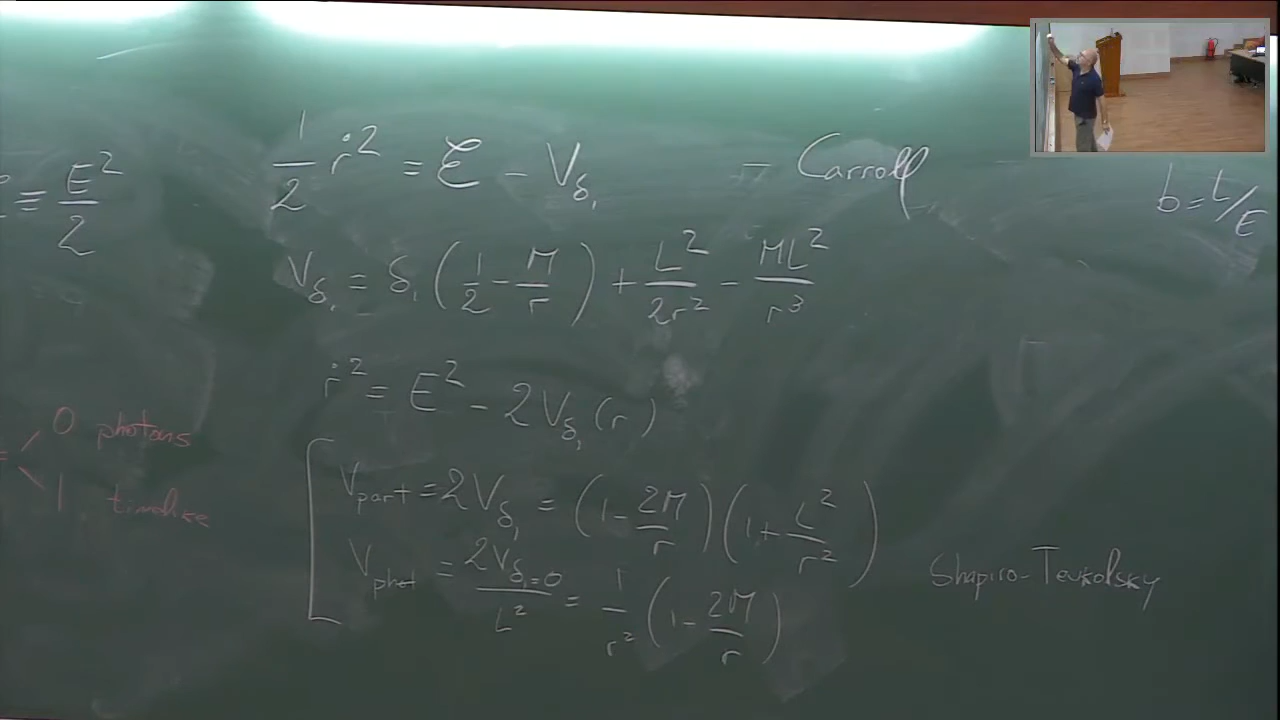 ≡ E²/2
½ ṙ² = ℰ − V_δ₁ – Carroll
b = L/E
V_δ₁ = δ₁ (1/2 − M/r) + L²/2r² − ML²/r³
ṙ² = E² − 2V_δ₁(r)
= 0 photons
1 timelike
V_part = 2V_δ₁ = (1 − 2M/r)(1 + L²/r²)
V_phot = 2V_δ₁=0 / L² = 1/r² (1 − 2M/r)
Shapiro-Teukolsky